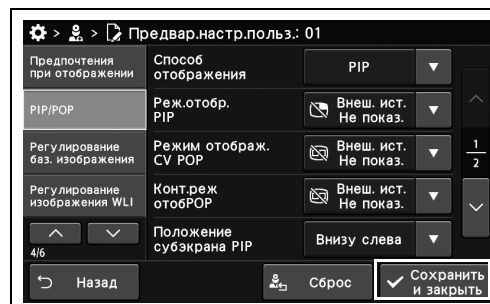 > > Предвар.настр.польз.: 01
Предпочтения
при отображении
PIP/POP
Регулирование
баз. изображения
Регулирование
изображения WLI
4/6
Способ
отображения
PIP
Реж.отобр.
PIP
Внеш. ист.
Не показ.
Режим отображ.
CV POP
Внеш. ист.
Не показ.
Конт.реж
отобPOP
Внеш. ист.
Не показ.
Положение
субэкрана PIP
Внизу слева
1
2
Назад
Сброс
Сохранить
и закрыть